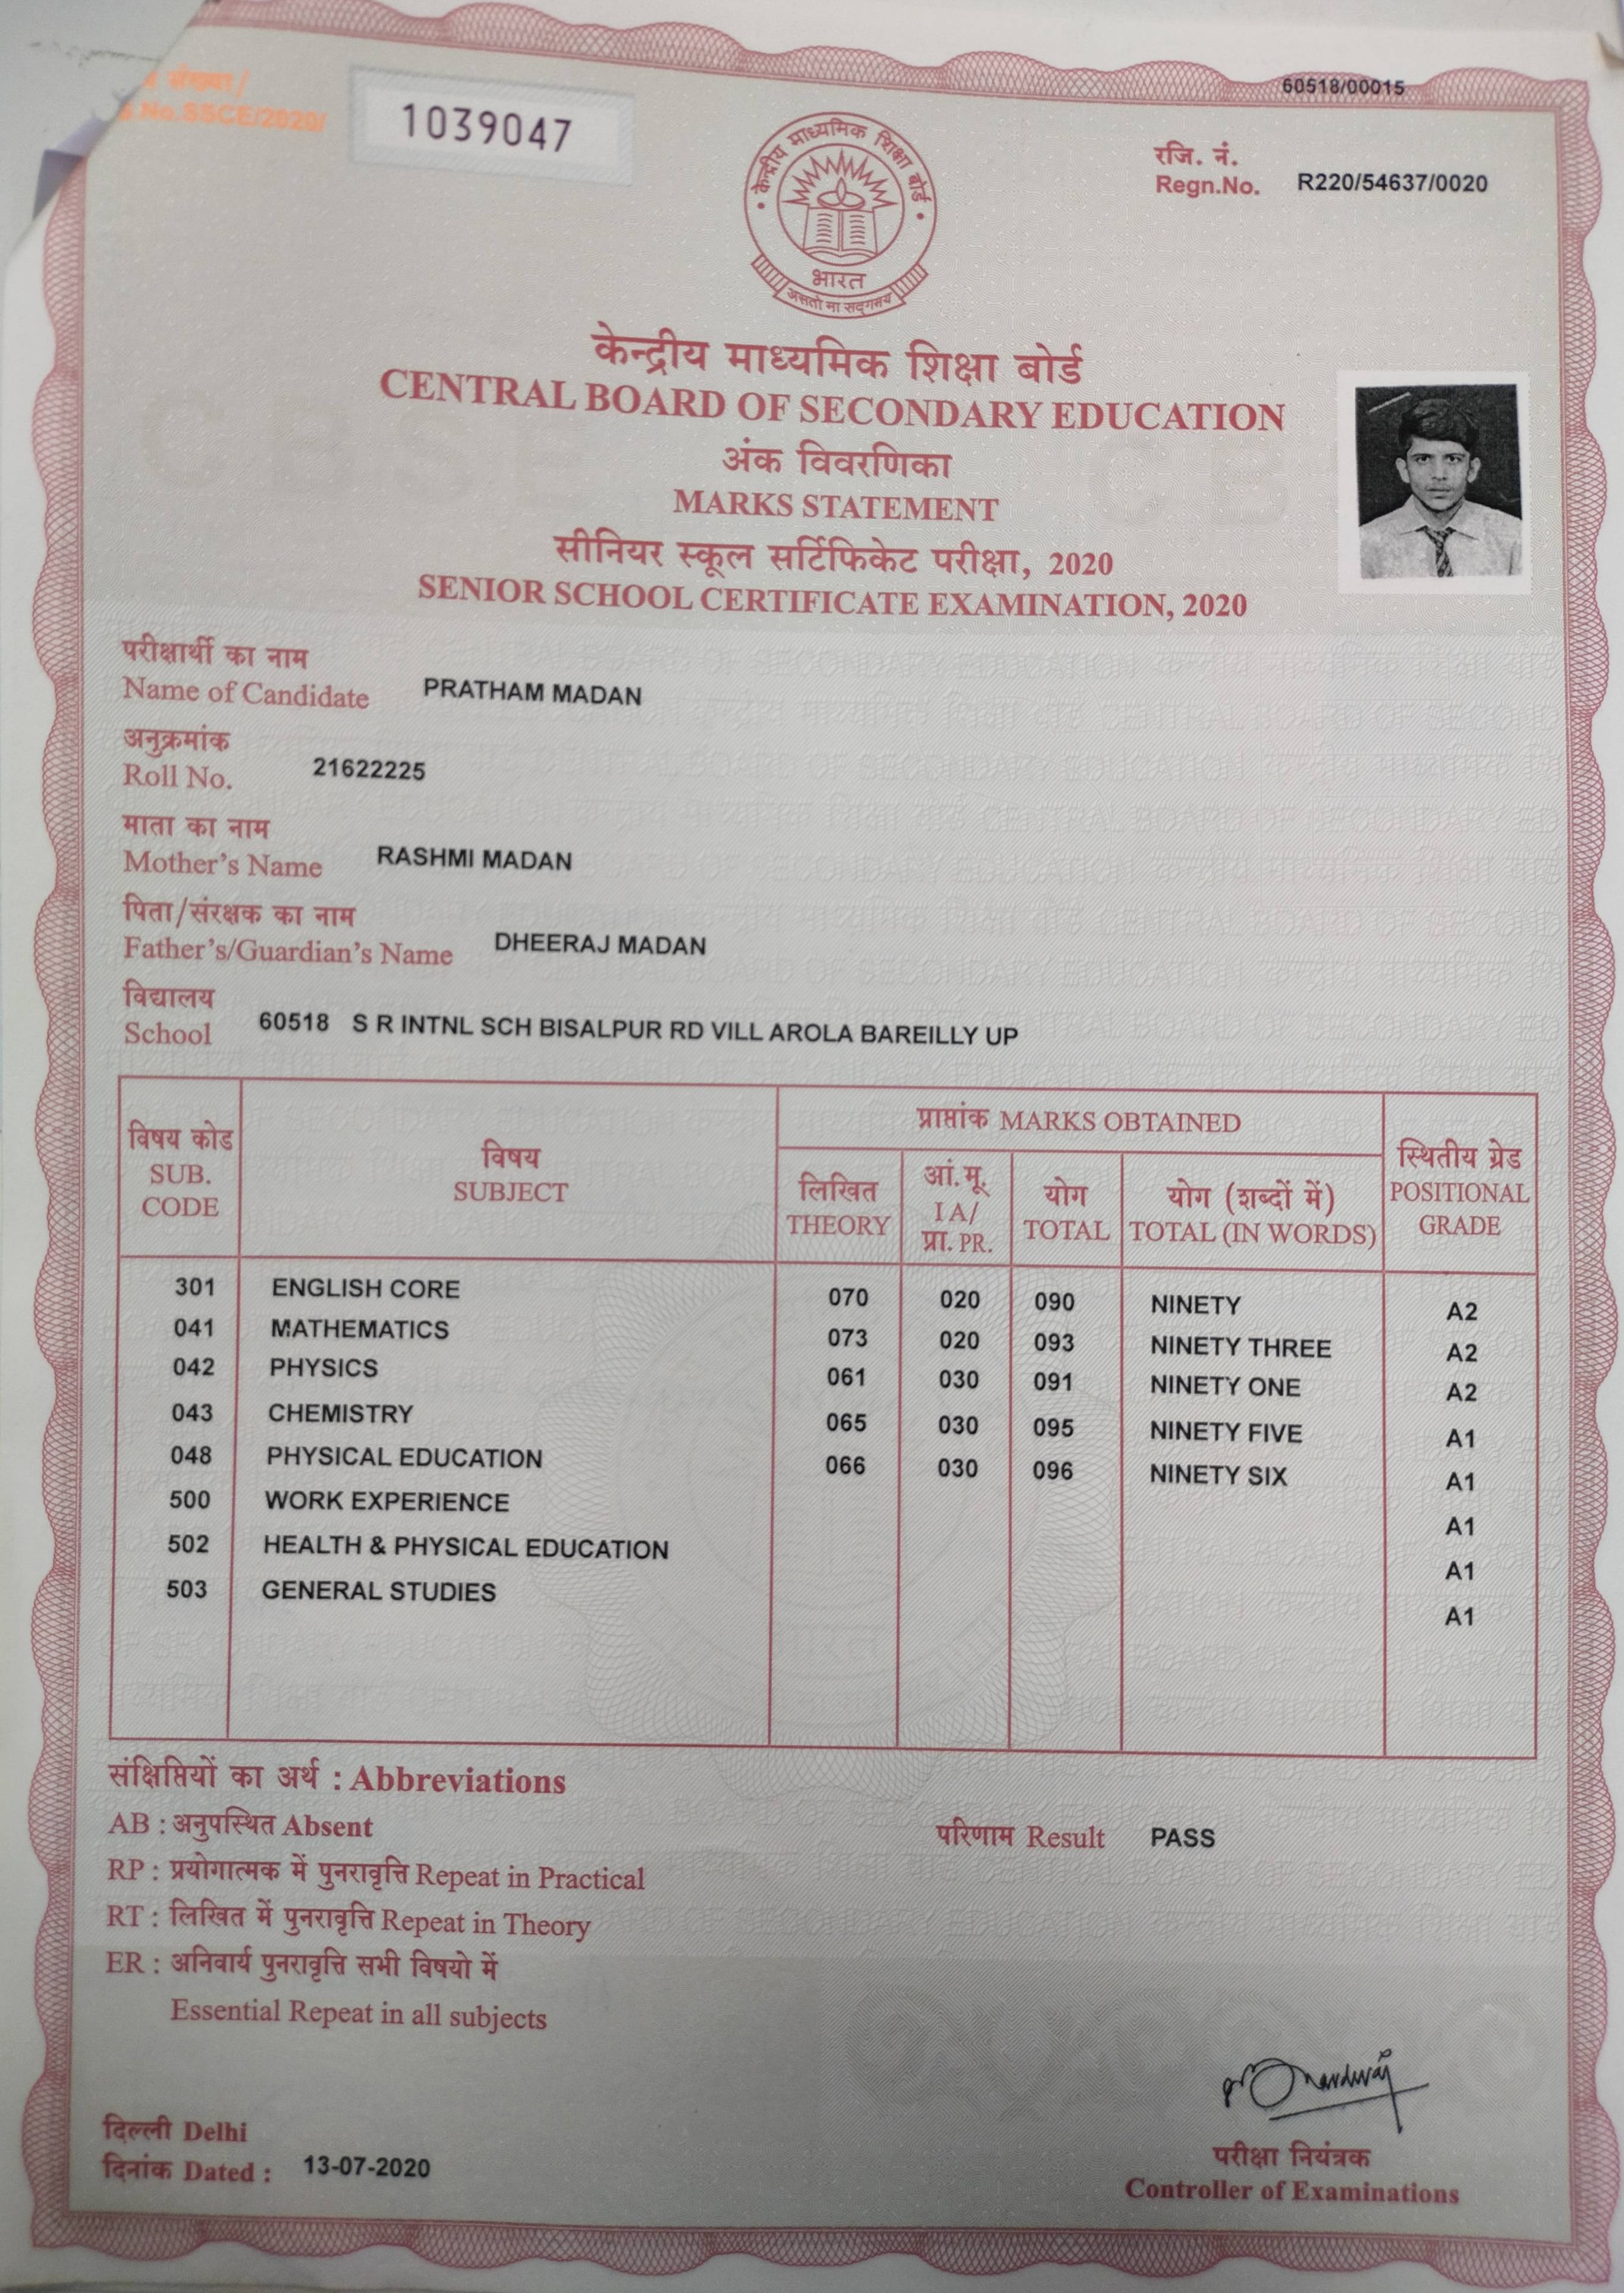 संख्या /
No.SSCE/2020/
1039047
60518/00015
रजि. नं.
Regn.No. R220/54637/0020
केन्द्रीय माध्यमिक शिक्षा बोर्ड
भारत
असतो मा सद्गमय
केन्द्रीय माध्यमिक शिक्षा बोर्ड
CENTRAL BOARD OF SECONDARY EDUCATION
अंक विवरणिका
MARKS STATEMENT
सीनियर स्कूल सर्टिफिकेट परीक्षा, 2020
SENIOR SCHOOL CERTIFICATE EXAMINATION, 2020
परीक्षार्थी का नाम
Name of Candidate PRATHAM MADAN
अनुक्रमांक
Roll No. 21622225
माता का नाम
Mother's Name RASHMI MADAN
पिता/संरक्षक का नाम
Father's/Guardian's Name DHEERAJ MADAN
विद्यालय
School 60518 S R INTNL SCH BISALPUR RD VILL AROLA BAREILLY UP
विषय कोड
SUB.
CODE
विषय
SUBJECT
प्राप्तांक MARKS OBTAINED
लिखित
THEORY
आं.मू.
I A/
प्रा. PR.
योग
TOTAL
योग (शब्दों में)
TOTAL (IN WORDS)
स्थितीय ग्रेड
POSITIONAL
GRADE
301 ENGLISH CORE 070 020 090 NINETY A2
041 MATHEMATICS 073 020 093 NINETY THREE A2
042 PHYSICS 061 030 091 NINETY ONE A2
043 CHEMISTRY 065 030 095 NINETY FIVE A1
048 PHYSICAL EDUCATION 066 030 096 NINETY SIX A1
500 WORK EXPERIENCE A1
502 HEALTH & PHYSICAL EDUCATION A1
503 GENERAL STUDIES A1
संक्षिप्तियों का अर्थ : Abbreviations
AB : अनुपस्थित Absent
परिणाम Result PASS
RP : प्रयोगात्मक में पुनरावृत्ति Repeat in Practical
RT : लिखित में पुनरावृत्ति Repeat in Theory
ER : अनिवार्य पुनरावृत्ति सभी विषयो में
Essential Repeat in all subjects
दिल्ली Delhi
दिनांक Dated : 13-07-2020
परीक्षा नियंत्रक
Controller of Examinations